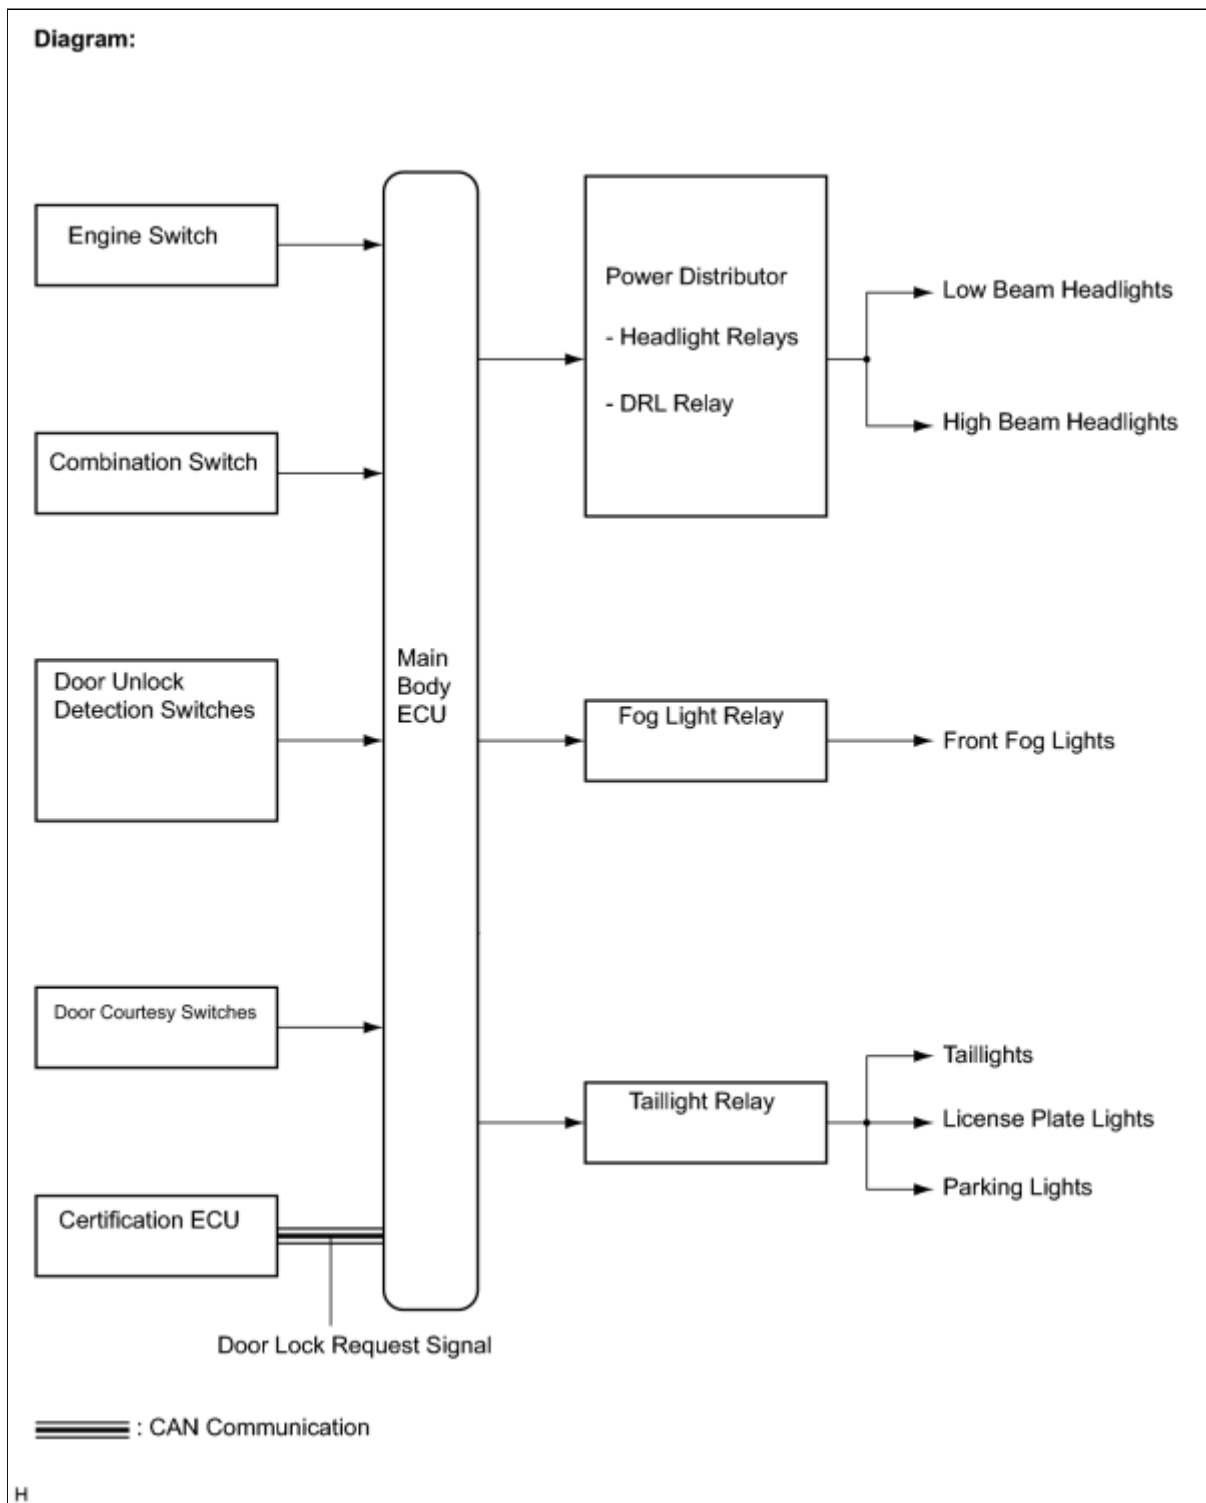 Diagram:
Engine Switch
Combination Switch
Door Unlock
Detection Switches
Door Courtesy Switches
Certification ECU
Door Lock Request Signal
Main
Body
ECU
Power Distributor
- Headlight Relays
- DRL Relay
Low Beam Headlights
High Beam Headlights
Fog Light Relay
Front Fog Lights
Taillight Relay
Taillights
License Plate Lights
Parking Lights
: CAN Communication
H